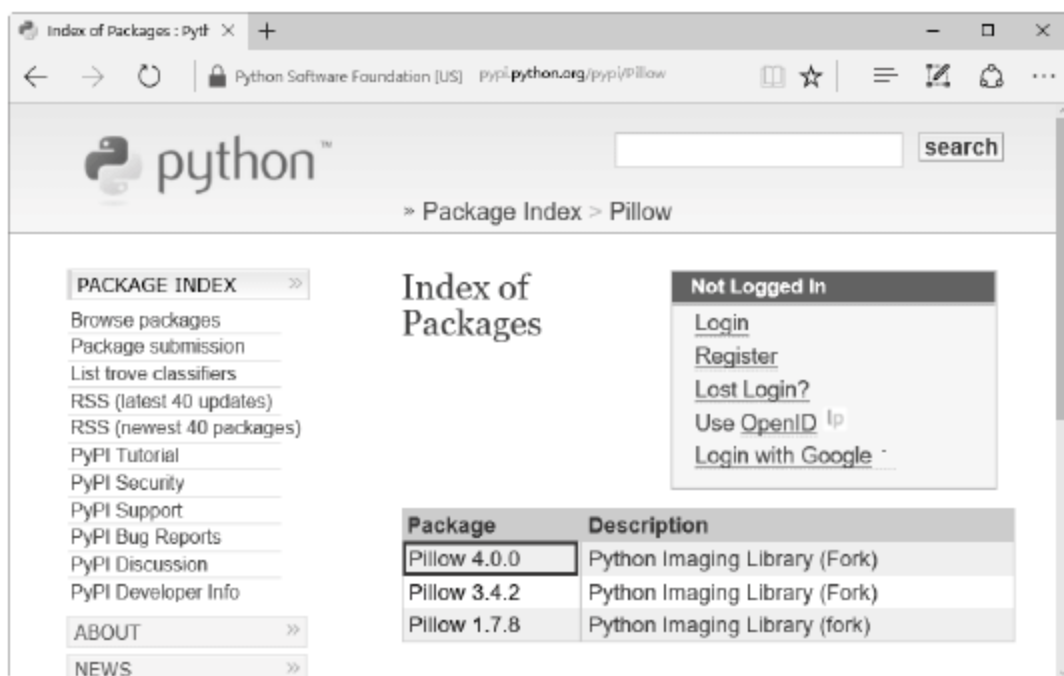 Index of Packages : Pyth
Python Software Foundation [US] pypi.python.org/pypi/Pillow
python™
search
» Package Index > Pillow
PACKAGE INDEX »
Browse packages
Package submission
List trove classifiers
RSS (latest 40 updates)
RSS (newest 40 packages)
PyPI Tutorial
PyPI Security
PyPI Support
PyPI Bug Reports
PyPI Discussion
PyPI Developer Info
ABOUT »
NEWS »
Index of
Packages
Not Logged In
Login
Register
Lost Login?
Use OpenID lp
Login with Google
Package Description
Pillow 4.0.0 Python Imaging Library (Fork)
Pillow 3.4.2 Python Imaging Library (Fork)
Pillow 1.7.8 Python Imaging Library (fork)